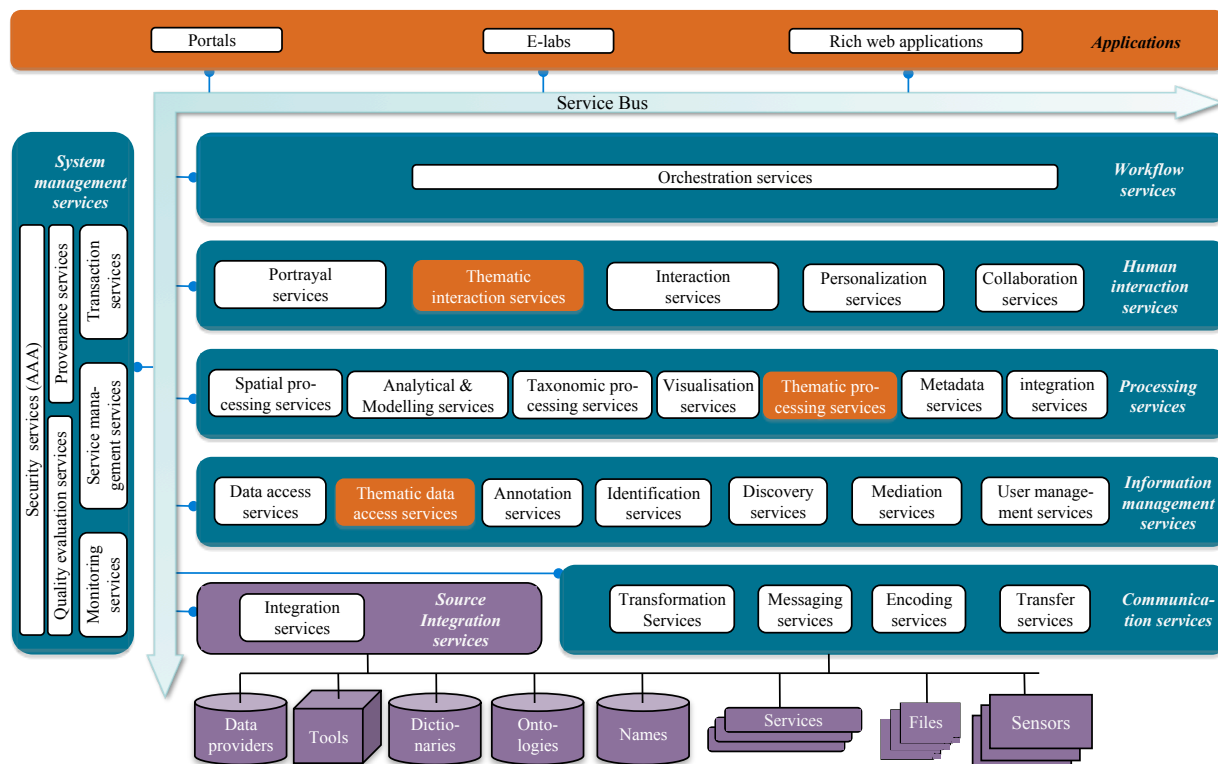 Portals
E-labs
Rich web applications
Applications
Service Bus
System
management
services
Security services (AAA)
Provenance services
Quality evaluation services
Transaction
services
Service mana-
gement services
Monitoring
services
Orchestration services
Workflow
services
Portrayal
services
Thematic
interaction services
Interaction
services
Personalization
services
Collaboration
services
Human
interaction
services
Spatial pro-
cessing services
Analytical &
Modelling services
Taxonomic pro-
cessing services
Visualisation
services
Thematic pro-
cessing services
Metadata
services
integration
services
Processing
services
Data access
services
Thematic data
access services
Annotation
services
Identification
services
Discovery
services
Mediation
services
User manage-
ment services
Information
management
services
Integration
services
Source
Integration
services
Transformation
Services
Messaging
services
Encoding
services
Transfer
services
Communica-
tion services
Data
providers
Tools
Dictio-
naries
Onto-
logies
Names
Services
Files
Sensors